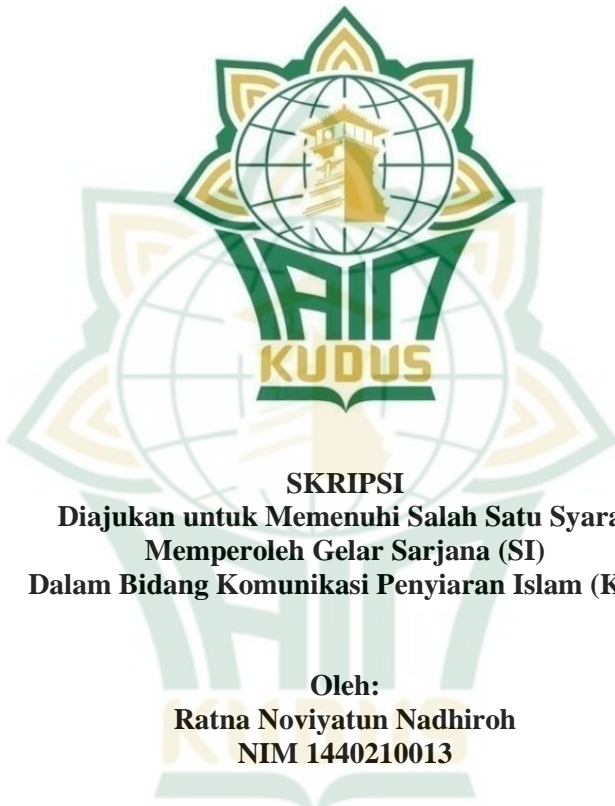 IAIN
KUDUS
SKRIPSI
Diajukan untuk Memenuhi Salah Satu
Memperoleh Gelar Sarjana (SI)
Dalam Bidang Komunikasi Penyiaran Islam
Oleh:
Ratna Noviyatun Nadhiroh
NIM 1440210013